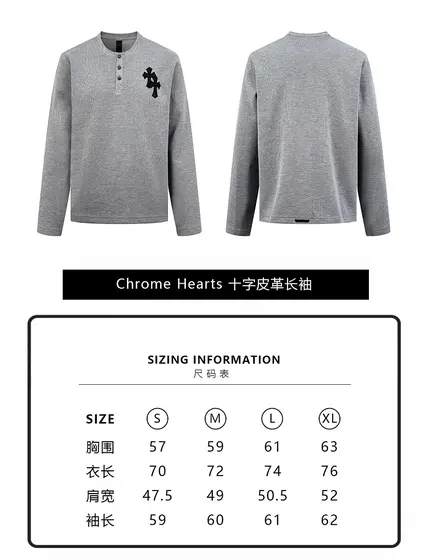 Chrome Hearts 十字皮革长袖
SIZING INFORMATION
尺码表
SIZE S M L XL
胸围 57 59 61 63
衣长 70 72 74 76
肩宽 47.5 49 50.5 52
袖长 59 60 61 62